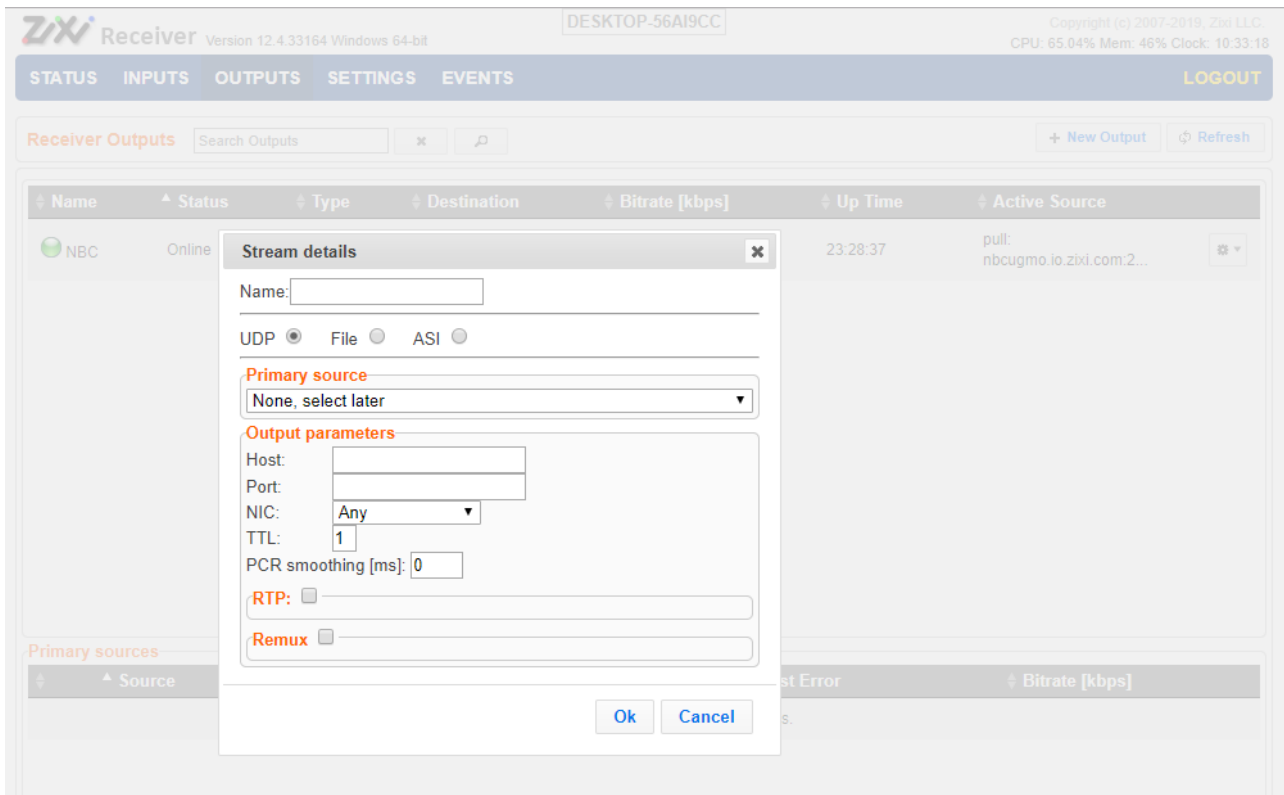 DESKTOP-56AI9CC
Zixi Receiver Version 12.4.33164 Windows 64-bit
Copyright (c) 2007-2019, Zixi LLC.
CPU: 65.04% Mem: 46% Clock: 10:33:18
STATUS INPUTS OUTPUTS SETTINGS EVENTS LOGOUT
Receiver Outputs Search Outputs + New Output Refresh
Name Status Type Destination Bitrate [kbps] Up Time Active Source
NBC Online 23:28:37 pull:
nbcugmo.io.zixi.com:2...
Stream details
Name:
UDP File ASI
Primary source
None, select later
Output parameters
Host:
Port:
NIC: Any
TTL: 1
PCR smoothing [ms]: 0
RTP:
Remux
Primary sources
Source st Error Bitrate [kbps]
s.
Ok Cancel